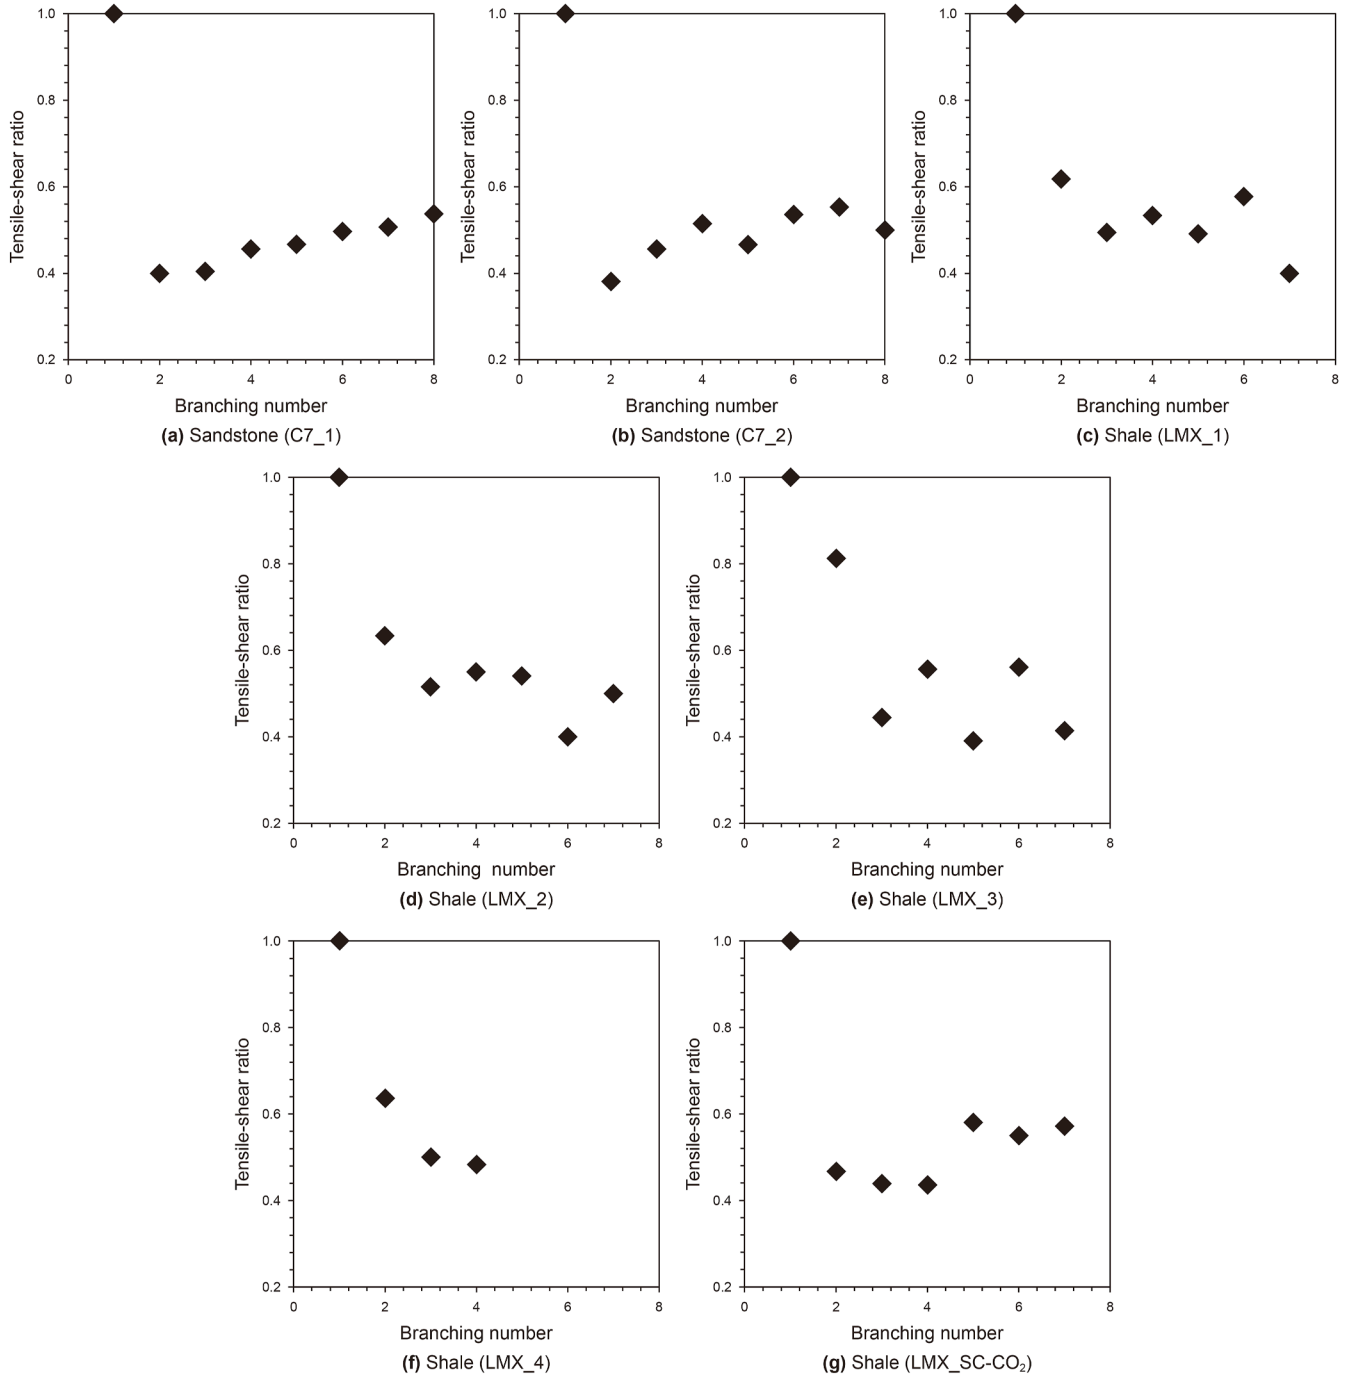 1.0
0.8
0.6
0.4
0.2
0 2 4 6 8
Tensile-shear ratio
Branching number
(a) Sandstone (C7_1)
1.0
0.8
0.6
0.4
0.2
0 2 4 6 8
Tensile-shear ratio
Branching number
(b) Sandstone (C7_2)
1.0
0.8
0.6
0.4
0.2
0 2 4 6 8
Tensile-shear ratio
Branching number
(c) Shale (LMX_1)
1.0
0.8
0.6
0.4
0.2
0 2 4 6 8
Tensile-shear ratio
Branching number
(d) Shale (LMX_2)
1.0
0.8
0.6
0.4
0.2
0 2 4 6 8
Tensile-shear ratio
Branching number
(e) Shale (LMX_3)
1.0
0.8
0.6
0.4
0.2
0 2 4 6 8
Tensile-shear ratio
Branching number
(f) Shale (LMX_4)
1.0
0.8
0.6
0.4
0.2
0 2 4 6 8
Tensile-shear ratio
Branching number
(g) Shale (LMX_SC-CO₂)